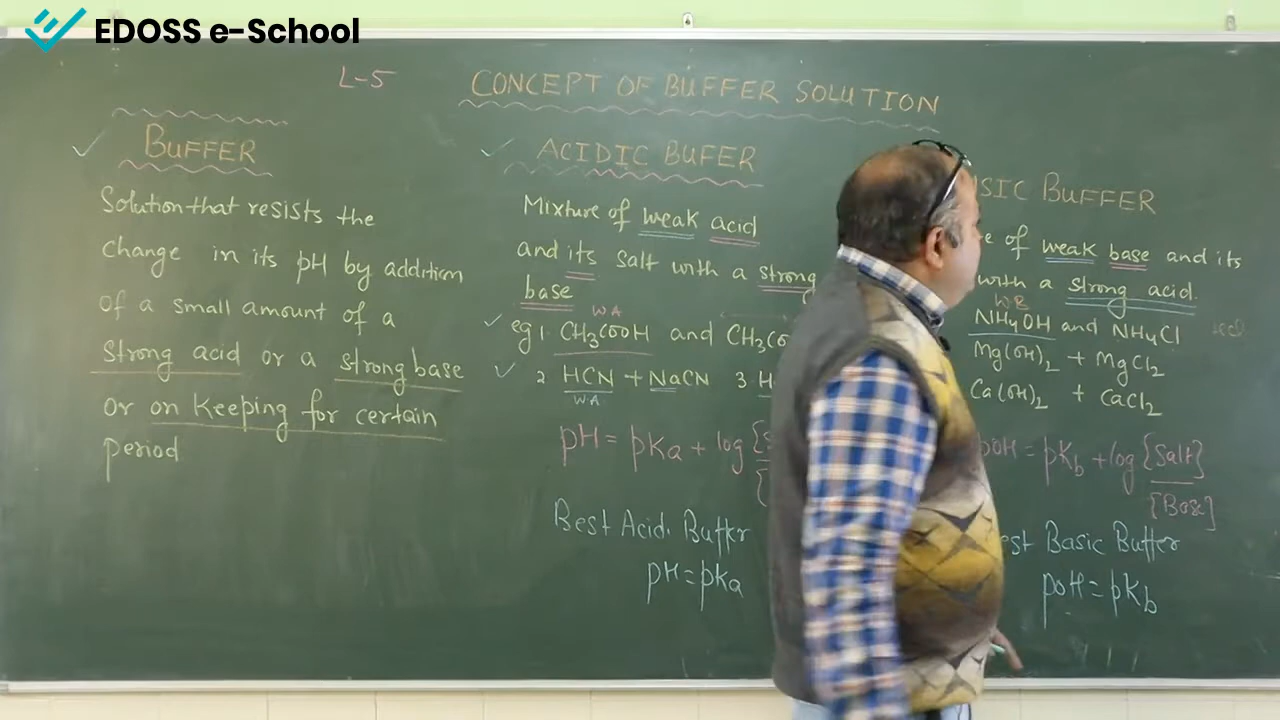 EDOSS e-School
L-5
CONCEPT OF BUFFER SOLUTION
BUFFER
Solution that resists the
change in its pH by addition
of a small amount of a
strong acid or a strong base
or on Keeping for certain
period
ACIDIC BUFER
Mixture of weak acid
and its salt with a strong
base
WA
eg 1. CH₃COOH and CH₃CO
2 HCN + NaCN 3. H
WA
pH = pKa + log [S
[
Best Acid. Buffer
pH = pKa
SIC BUFFER
e of weak base and its
with a strong acid.
WB
NH₄OH and NH₄Cl
Mg(OH)₂ + MgCl₂
Ca(OH)₂ + CaCl₂
pOH = pKb + log [Salt]
[Base]
est Basic Buffer
pOH = pKb